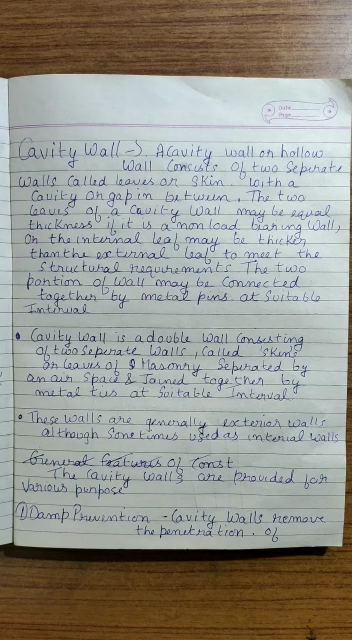 Date
Page
Cavity Wall → A cavity wall or hollow
Wall Consists of two Seperate
Walls Called leaves or Skin. With a
Cavity or gap in between. The two
leaves of a Cavity Wall may be equal
thickness if it is a non load biaring Wall,
Or the internal leaf may be thicker
than the external leaf to meet the
Structural requirements The two
portion of Wall may be Connected
together by metal pins. at Suitable
Interval
• Cavity Wall is a double Wall Consesting
of two Seperate Walls, Called 'Skins'
or leaves of Masonry Seperated by
an air Space & Joined together by
metal ties at Suitable Interval
• These Walls are generally exterior Walls
although Sometimes used as interial Walls
General features Of Const
The Cavity Walls are provided for
Various purpose
① Damp Prevention - Cavity Walls remove
the penetration. of